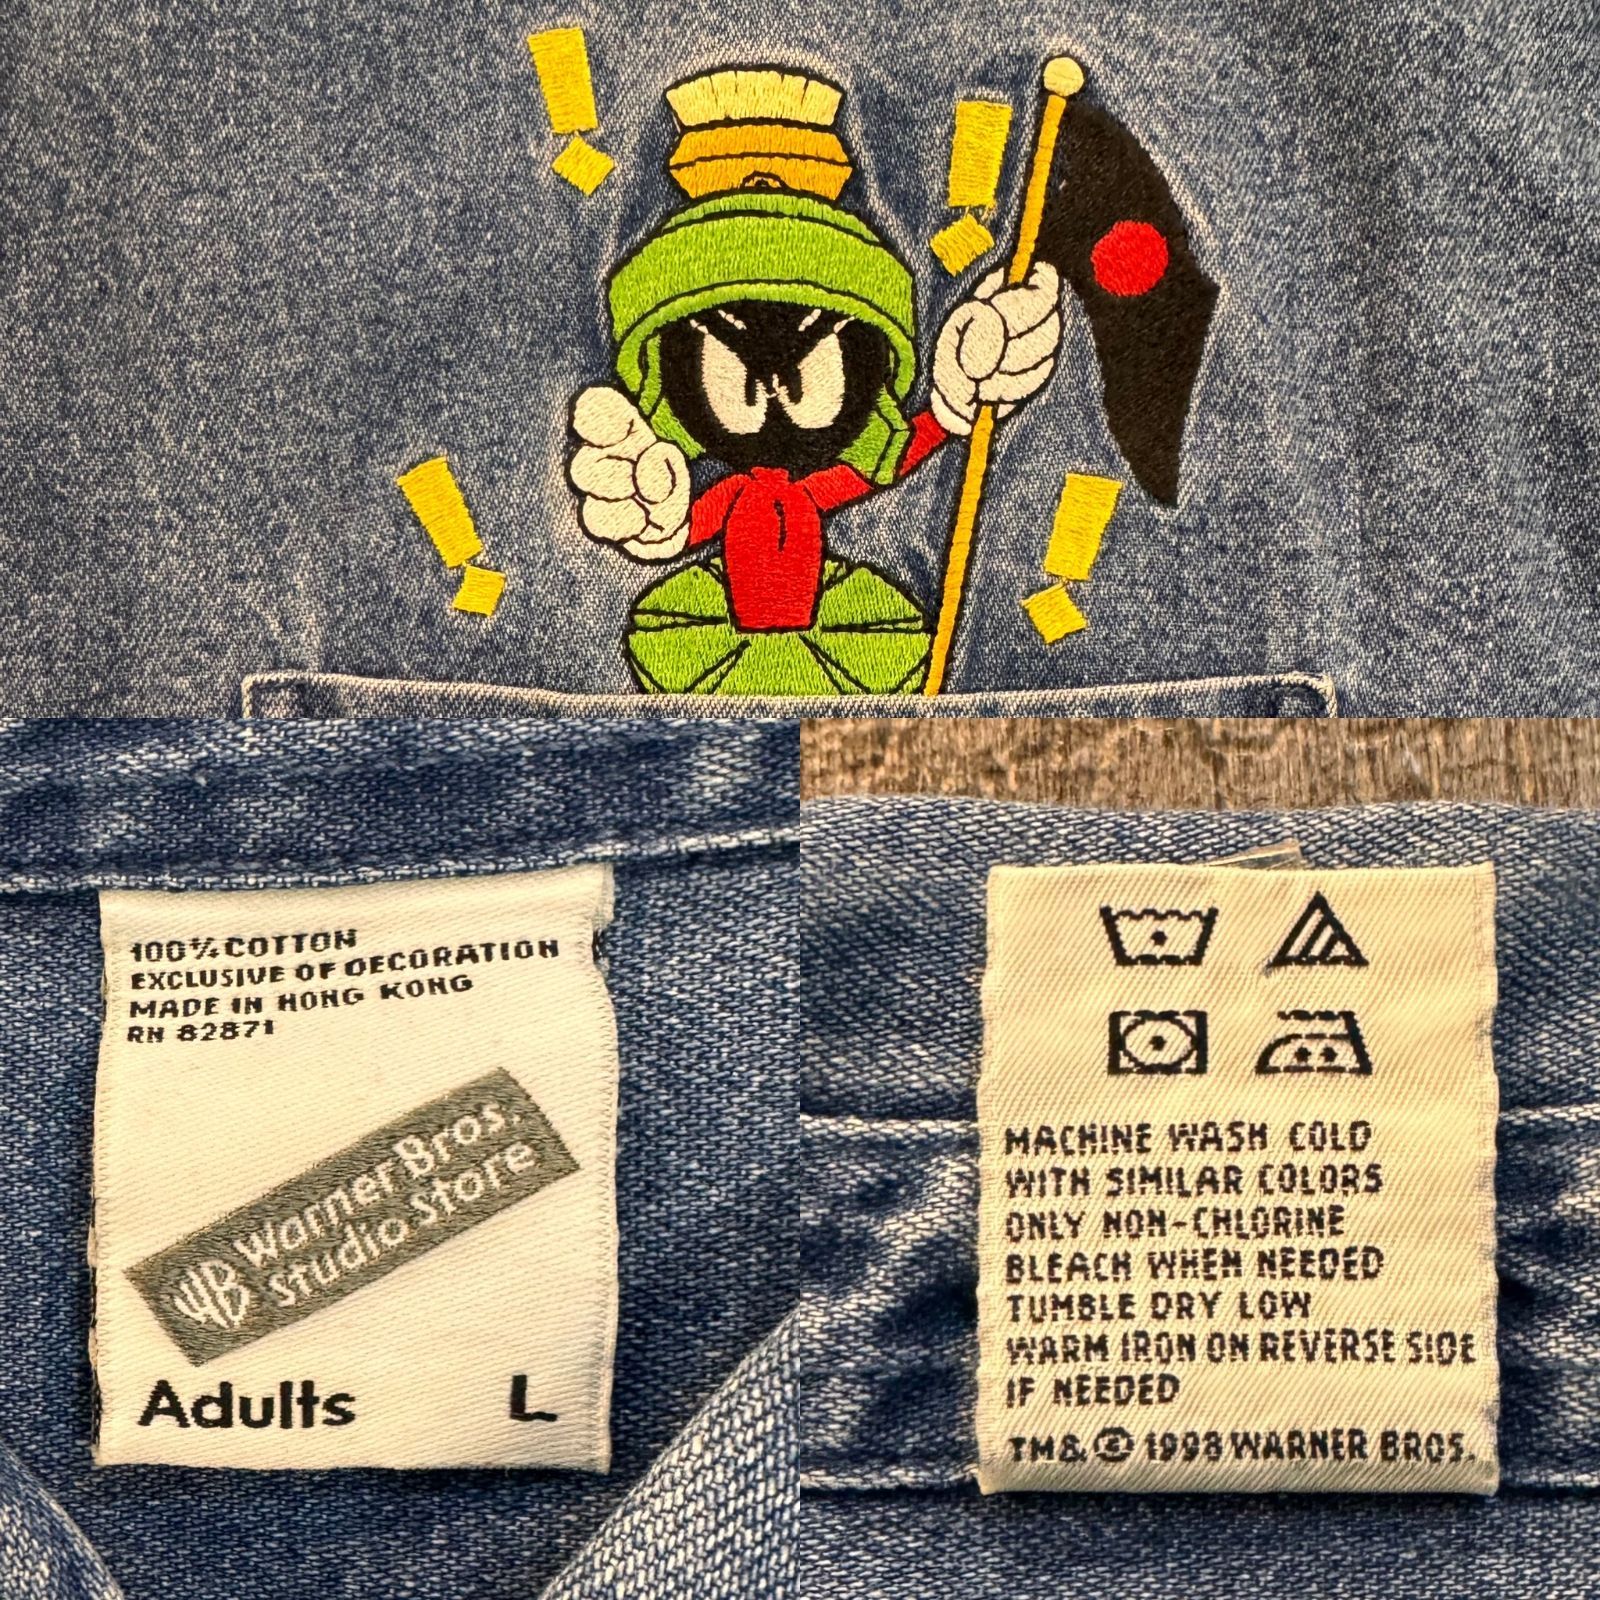 100% COTTON
EXCLUSIVE OF DECORATION
MADE IN HONG KONG
RN 82871
WB Warner Bros.
Studio Store
Adults L
MACHINE WASH COLD
WITH SIMILAR COLORS
ONLY NON-CHLORINE
BLEACH WHEN NEEDED
TUMBLE DRY LOW
WARM IRON ON REVERSE SIDE
IF NEEDED
TM& © 1998 WARNER BROS.